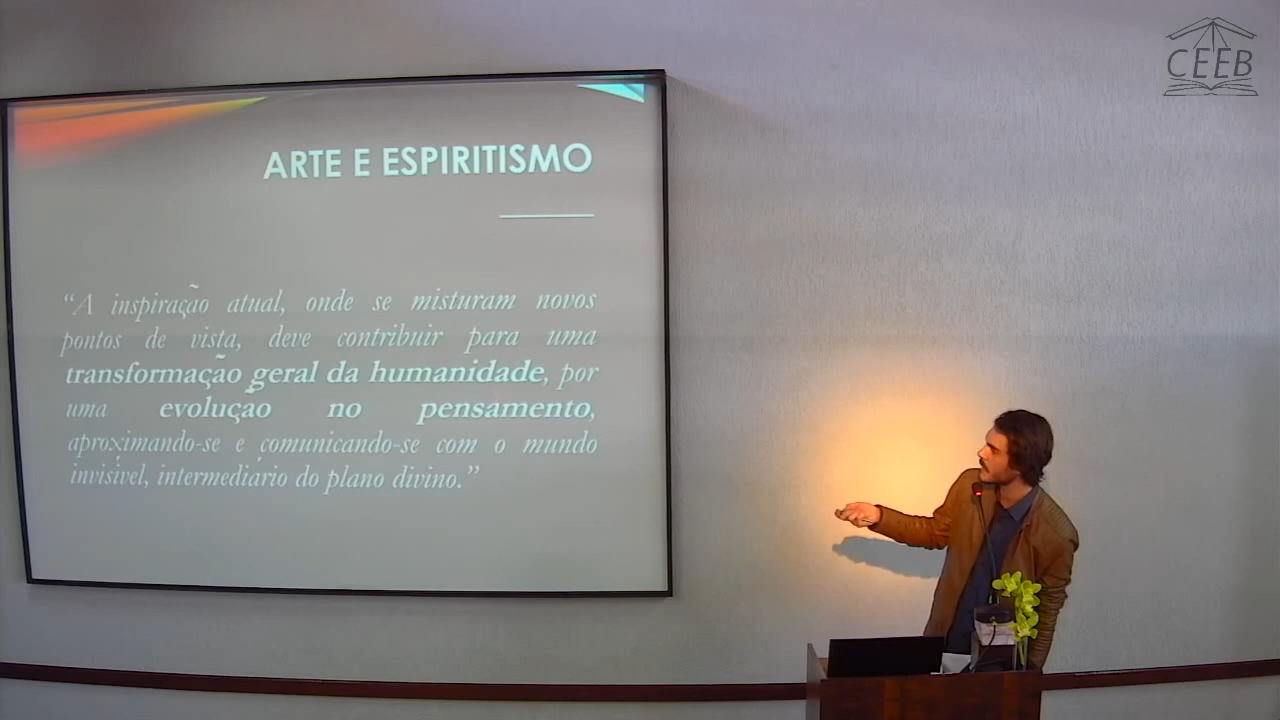 CEEB
ARTE E ESPIRITISMO
“A inspiração atual, onde se misturam novos
pontos de vista, deve contribuir para uma
transformação geral da humanidade, por
uma evolução no pensamento,
aproximando-se e comunicando-se com o mundo
invisível, intermediário do plano divino.”